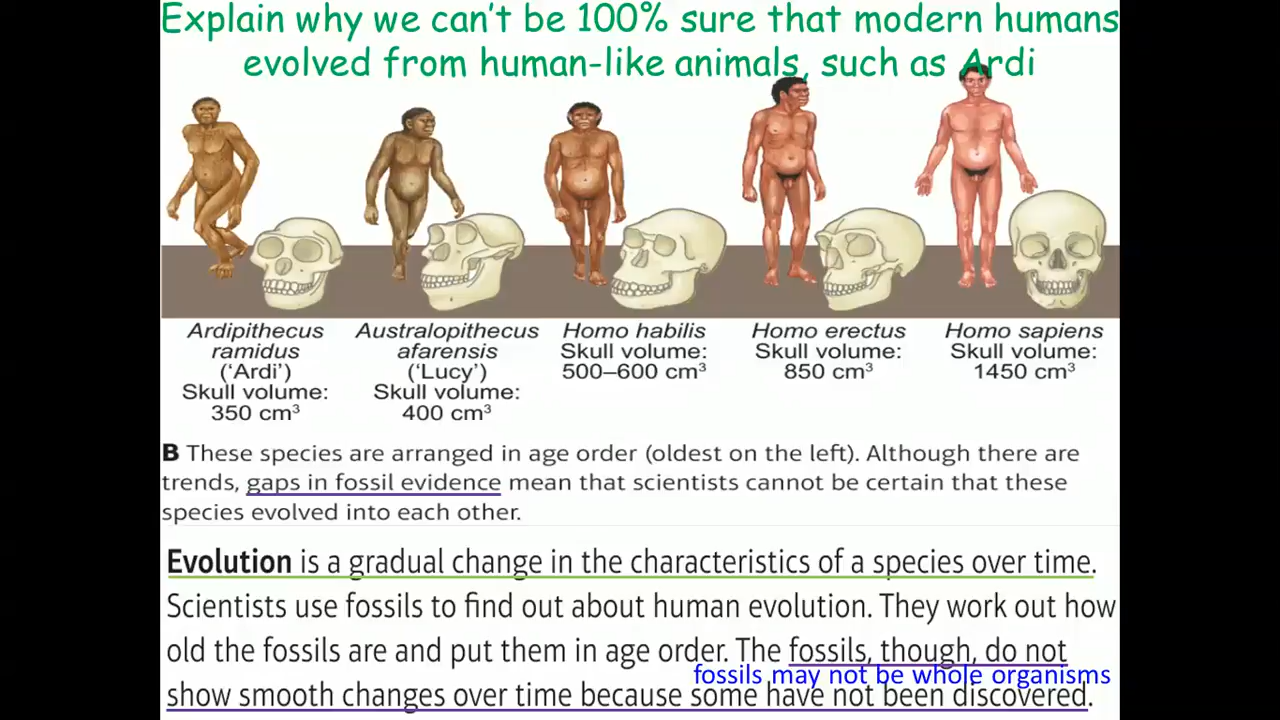 Explain why we can't be 100% sure that modern humans
evolved from human-like animals, such as Ardi
Ardipithecus
ramidus
('Ardi')
Skull volume:
350 cm³
Australopithecus
afarensis
('Lucy')
Skull volume:
400 cm³
Homo habilis
Skull volume:
500–600 cm³
Homo erectus
Skull volume:
850 cm³
Homo sapiens
Skull volume:
1450 cm³
B These species are arranged in age order (oldest on the left). Although there are
trends, gaps in fossil evidence mean that scientists cannot be certain that these
species evolved into each other.
Evolution is a gradual change in the characteristics of a species over time.
Scientists use fossils to find out about human evolution. They work out how
old the fossils are and put them in age order. The fossils, though, do not
fossils may not be whole organisms
show smooth changes over time because some have not been discovered.